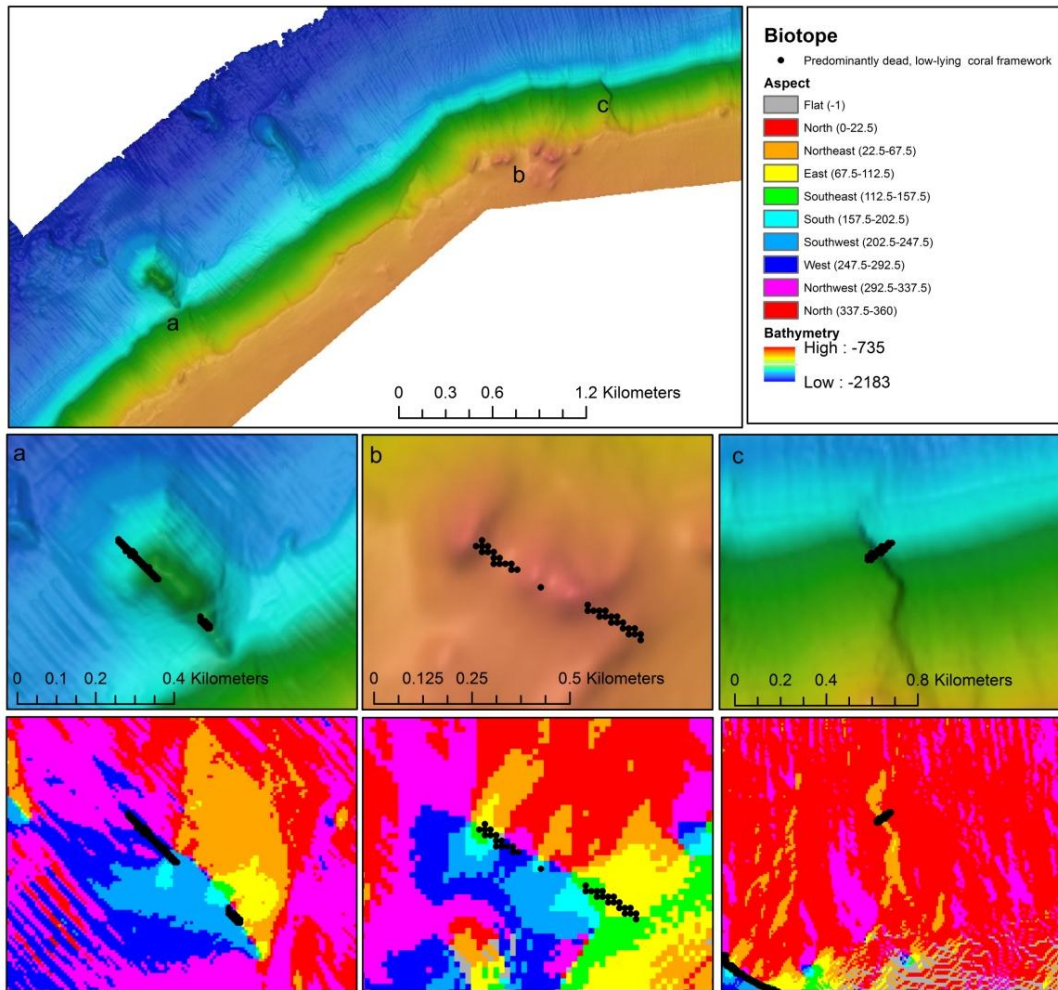 a
b
c
0 0.3 0.6 1.2 Kilometers
Biotope
Predominantly dead, low-lying coral framework
Aspect
Flat (-1)
North (0-22.5)
Northeast (22.5-67.5)
East (67.5-112.5)
Southeast (112.5-157.5)
South (157.5-202.5)
Southwest (202.5-247.5)
West (247.5-292.5)
Northwest (292.5-337.5)
North (337.5-360)
Bathymetry
High : -735
Low : -2183
a
0 0.1 0.2 0.4 Kilometers
b
0 0.125 0.25 0.5 Kilometers
c
0 0.2 0.4 0.8 Kilometers